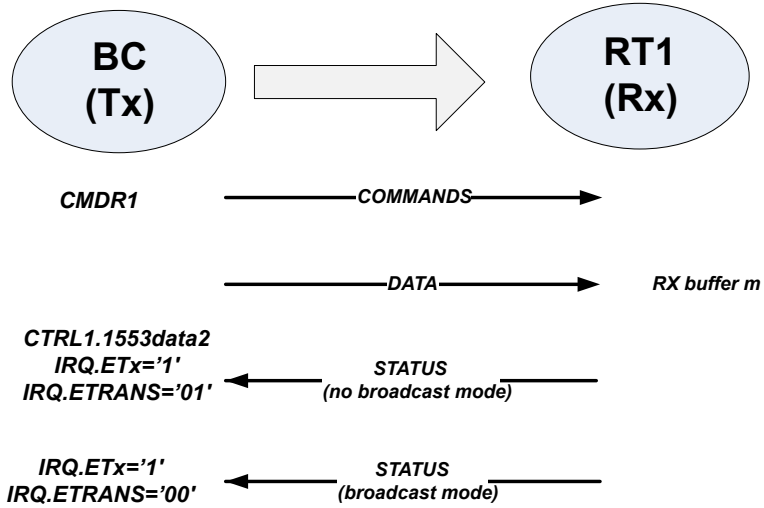 BC
(Tx)
RT1
(Rx)
CMDR1
COMMANDS
DATA
RX buffer m
CTRL1.1553data2
IRQ.ETx='1'
IRQ.ETRANS='01'
STATUS
(no broadcast mode)
IRQ.ETx='1'
IRQ.ETRANS='00'
STATUS
(broadcast mode)